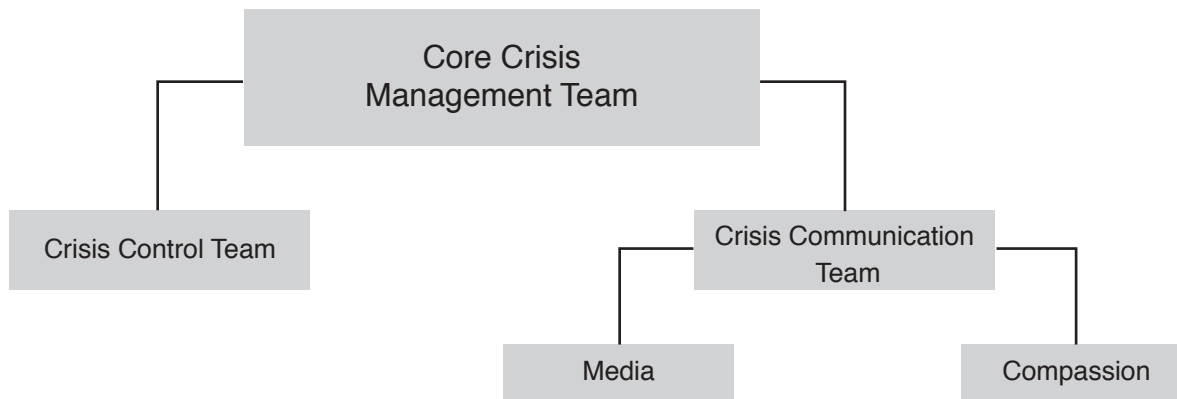 Core Crisis
Management Team
Crisis Control Team
Crisis Communication
Team
Media
Compassion